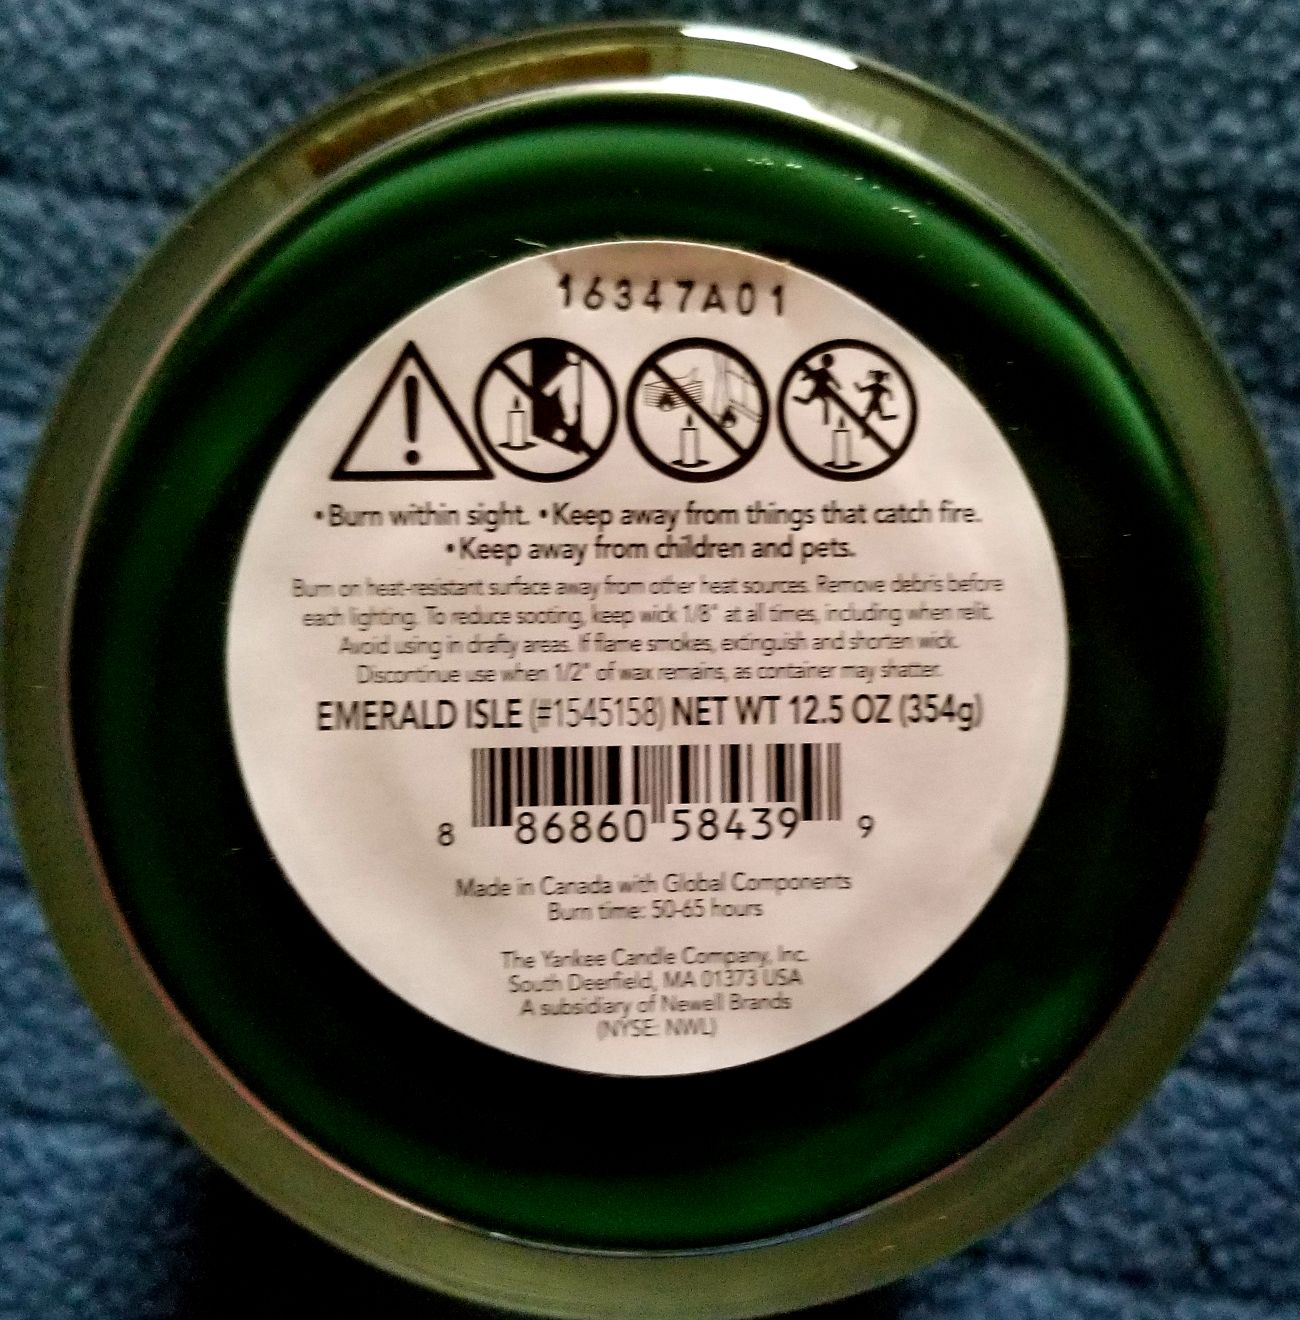 16347A01
•Burn within sight. •Keep away from things that catch fire.
•Keep away from children and pets.
Burn on heat-resistant surface away from other heat sources. Remove debris before
each lighting. To reduce sooting, keep wick 1/8" at all times, including when relit.
Avoid using in drafty areas. If flame smokes, extinguish and shorten wick.
Discontinue use when 1/2" of wax remains, as container may shatter.
EMERALD ISLE (#1545158) NET WT 12.5 OZ (354g)
8 86860 58439 9
Made in Canada with Global Components
Burn time: 50-65 hours
The Yankee Candle Company, Inc.
South Deerfield, MA 01373 USA
A subsidiary of Newell Brands
(NYSE: NWL)